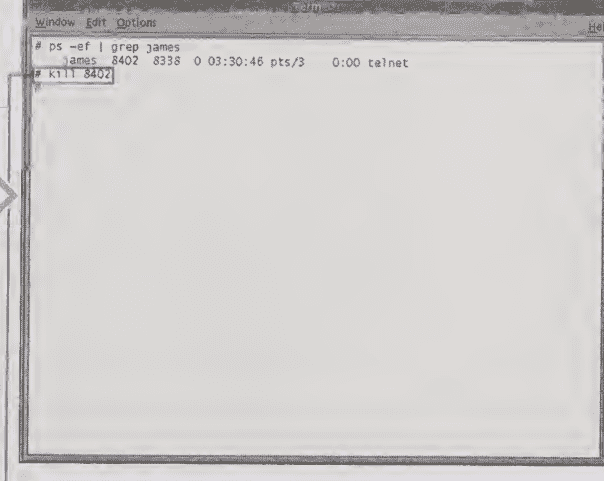 Window Edit Options
# ps -ef | grep james
james 8402 8338 0 03:30:46 pts/3 0:00 telnet
# kill 8402
#